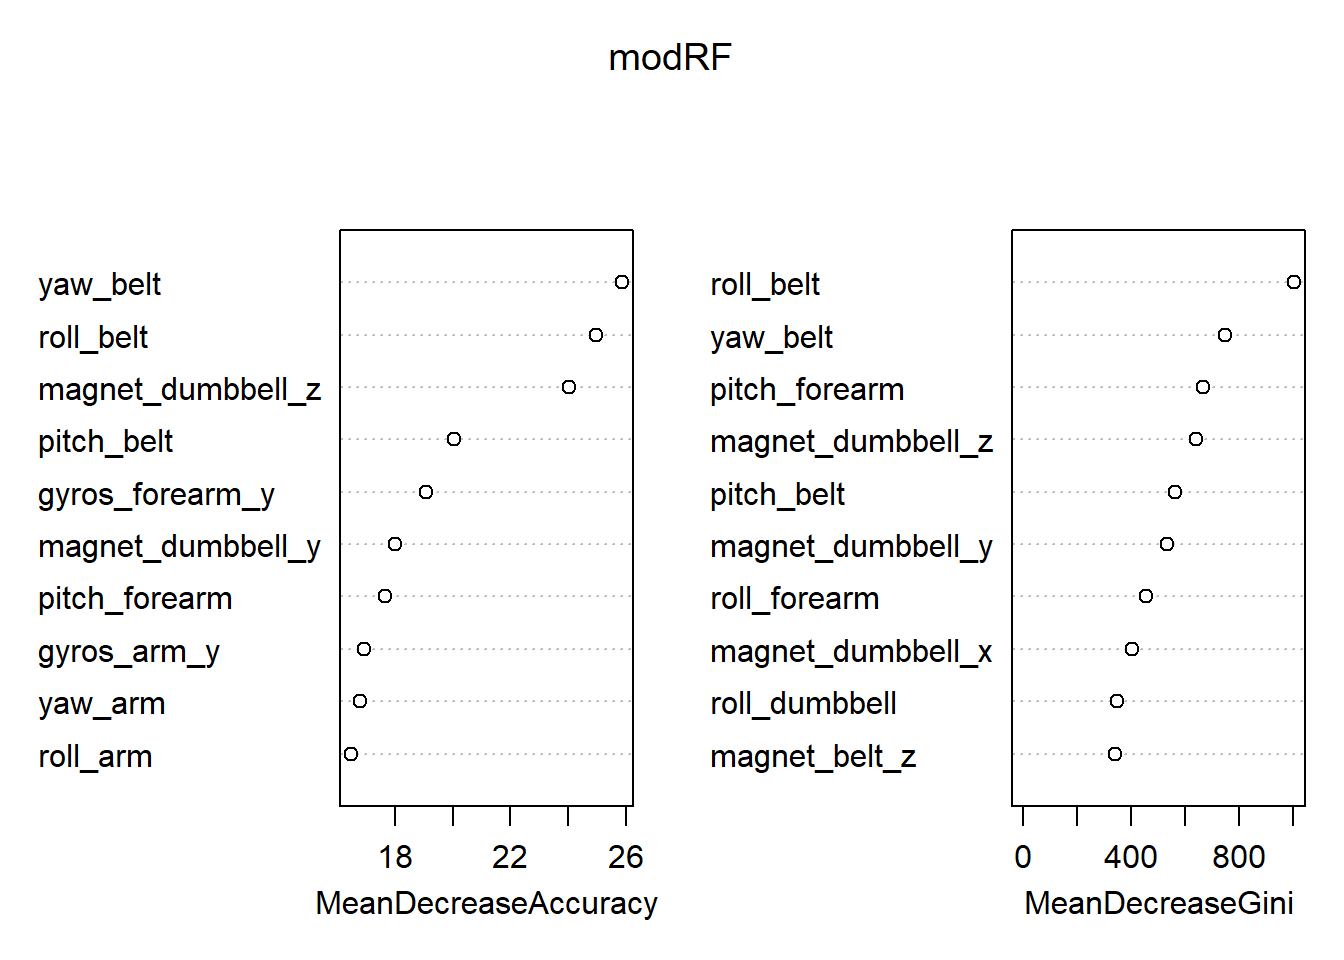 modRF
yaw_belt
roll_belt
magnet_dumbbell_z
pitch_belt
gyros_forearm_y
magnet_dumbbell_y
pitch_forearm
gyros_arm_y
yaw_arm
roll_arm
18 22 26
MeanDecreaseAccuracy
roll_belt
yaw_belt
pitch_forearm
magnet_dumbbell_z
pitch_belt
magnet_dumbbell_y
roll_forearm
magnet_dumbbell_x
roll_dumbbell
magnet_belt_z
0 400 800
MeanDecreaseGini